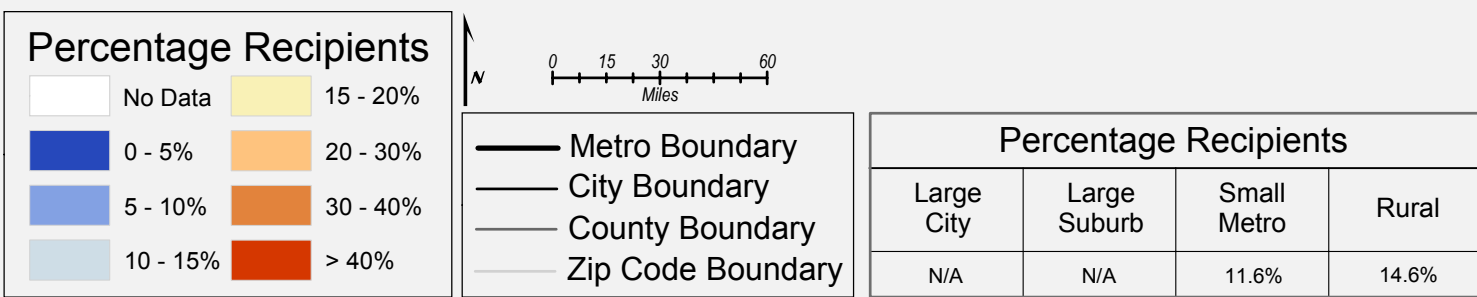 Percentage Recipients
No Data
15 - 20%
0 - 5%
20 - 30%
5 - 10%
30 - 40%
10 - 15%
> 40%
N
0 15 30 60
Miles
Metro Boundary
City Boundary
County Boundary
Zip Code Boundary
Percentage Recipients
Large City
Large Suburb
Small Metro
Rural
N/A
N/A
11.6%
14.6%